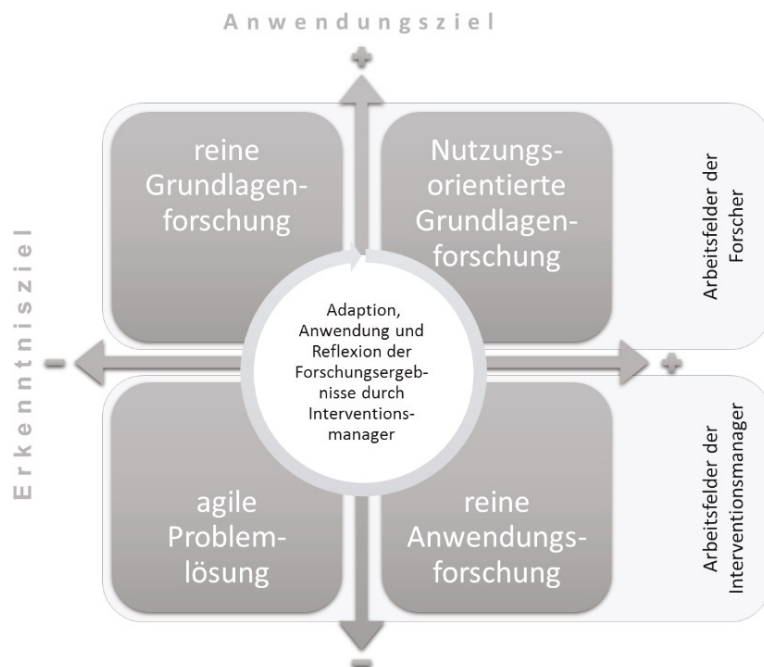 Anwendungsziel
+
reine
Grundlagen-
forschung
Nutzungs-
orientierte
Grundlagen-
forschung
Arbeitsfelder der
Forscher
Erkenntnisziel
-
Adaption,
Anwendung und
Reflexion der
Forschungsergeb-
nisse durch
Interventions-
manager
+
agile
Problem-
lösung
reine
Anwendungs-
forschung
Arbeitsfelder der
Interventionsmanager
-